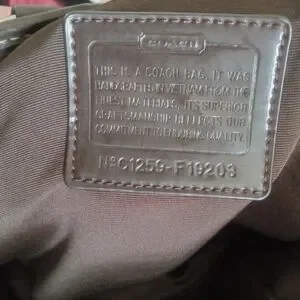 COACH
THIS IS A COACH BAG. IT WAS
HANDCRAFTED IN VIETNAM FROM THE
FINEST MATERIALS, ITS SUPERIOR
CRAFTSMANSHIP REFLECTS OUR
COMMITMENT TO ENDURING QUALITY.
Nº C1259-F19203